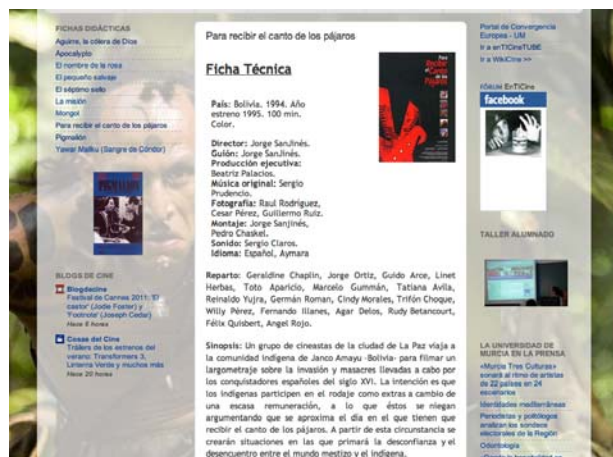 FICHAS DIDÁCTICAS
Aguirre, la cólera de Dios
Apocalypto
El nombre de la rosa
El pequeño salvaje
El séptimo sello
La misión
Mongol
Para recibir el canto de los pájaros
Pigmalión
Yawar Mallku (Sangre de Cóndor)
PYGMALION
BLOGS DE CINE
Blogdecine
Festival de Cannes 2011: 'El
castor' (Jodie Foster) y
'Footnote' (Joseph Cedar)
Hace 6 horas
Cosas del Cine
Tráilers de los estrenos del
verano: Transformers 3,
Linterna Verde y muchos más
Hace 20 horas
Para recibir el canto de los pájaros
Ficha Técnica
País: Bolivia. 1994. Año
estreno 1995. 100 min.
Color.
Director: Jorge SanJinés.
Guión: Jorge SanJinés.
Producción ejecutiva:
Beatriz Palacios.
Música original: Sergio
Prudencio.
Fotografía: Raul Rodríguez,
Cesar Pérez, Guillermo Ruiz.
Montaje: Jorge SanJinés,
Pedro Chaskel.
Sonido: Sergio Claros.
Idioma: Español, Aymara
Para
Recibir
el Canto
de los
Pájaros
Reparto: Geraldine Chaplin, Jorge Ortiz, Guido Arce, Linet
Herbas, Toto Aparicio, Marcelo Gummán, Tatiana Avila,
Reinaldo Yujra, Germán Roman, Cindy Morales, Trifón Choque,
Willy Pérez, Fernando Illanes, Agar Delos, Rudy Betancourt,
Félix Quisbert, Angel Rojo.
Sinopsis: Un grupo de cineastas de la ciudad de La Paz viaja a
la comunidad indígena de Janco Amayu -Bolivia- para filmar un
largometraje sobre la invasión y masacres llevadas a cabo por
los conquistadores españoles del siglo XVI. La intención es que
los indígenas participen en el rodaje como extras a cambio de
una escasa remuneración, a lo que éstos se niegan
argumentando que se aproxima el día en el que tienen que
recibir el canto de los pájaros. A partir de esta circunstancia se
crearán situaciones en las que primará la desconfianza y el
desencuentro entre el mundo mestizo y el indígena.
Portal de Convergencia
Europea - UM
Ir a enTICineTUBE
Ir a WikiCine >>
FÓRUM EnTICine
facebook
TALLER ALUMNADO
LA UNIVERSIDAD DE
MURCIA EN LA PRENSA
«Murcia Tres Culturas»
sonará al ritmo de artistas
de 22 países en 24
escenarios
Identidades mediterráneas
Periodistas y politólogos
analizan los sondeos
electorales de la Región
Odontología